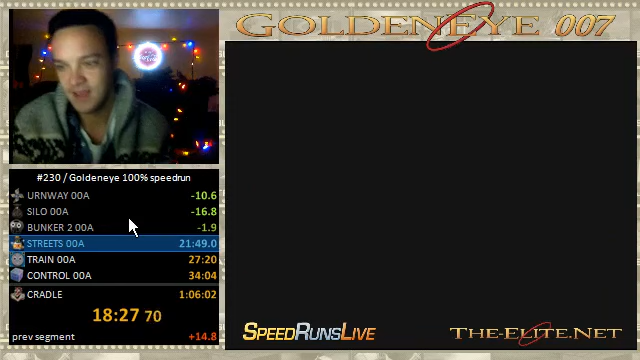 GOLDENEYE 007
#230 / Goldeneye 100% speedrun
URNWAY 00A -10.6
SILO 00A -16.8
BUNKER 2 00A -1.9
STREETS 00A 21:49.0
TRAIN 00A 27:20
CONTROL 00A 34:04
CRADLE 1:06:02
18:27 70
prev segment +14.8
SPEEDRUNSLIVE
THE-ELITE.NET